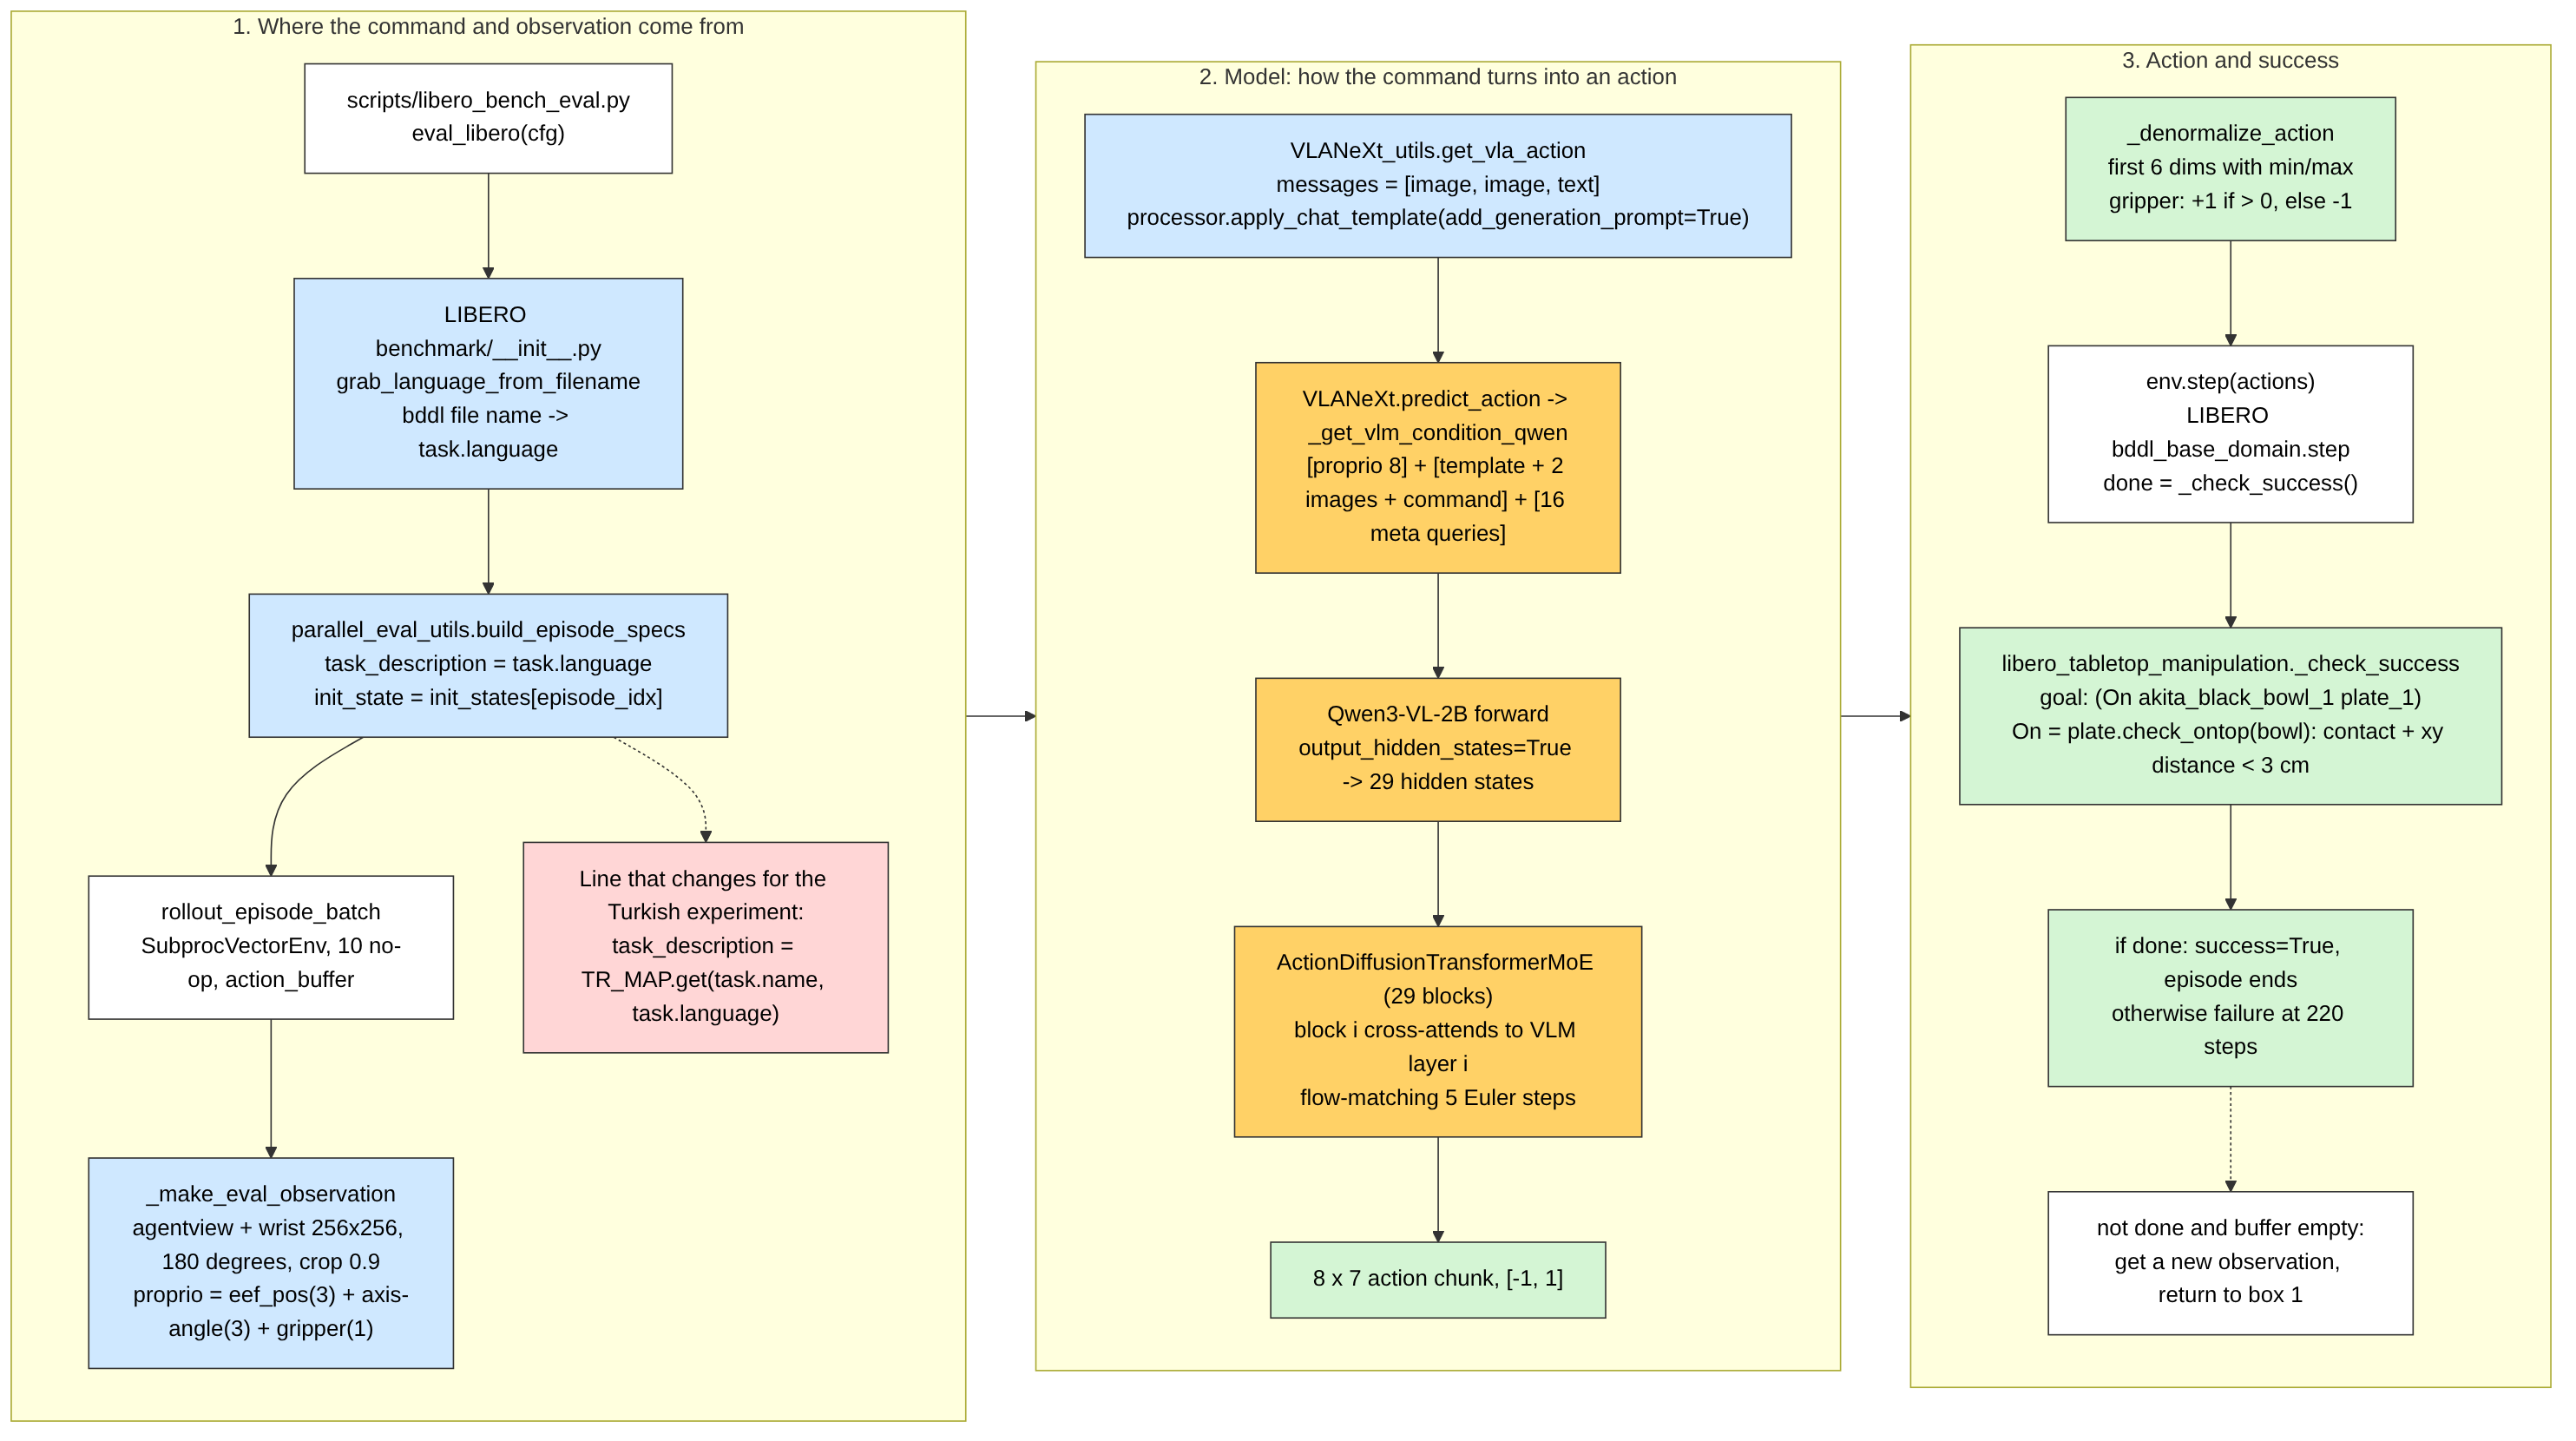 1. Where the command and observation come from
scripts/libero_bench_eval.py
eval_libero(cfg)
LIBERO
benchmark/__init__.py
grab_language_from_filename
bddl file name ->
task.language
parallel_eval_utils.build_episode_specs
task_description = task.language
init_state = init_states[episode_idx]
rollout_episode_batch
SubprocVectorEnv, 10 no-
op, action_buffer
Line that changes for the
Turkish experiment:
task_description =
TR_MAP.get(task.name,
task.language)
_make_eval_observation
agentview + wrist 256x256,
180 degrees, crop 0.9
proprio = eef_pos(3) + axis-
angle(3) + gripper(1)
2. Model: how the command turns into an action
VLANeXt_utils.get_vla_action
messages = [image, image, text]
processor.apply_chat_template(add_generation_prompt=True)
VLANeXt.predict_action ->
_get_vlm_condition_qwen
[proprio 8] + [template + 2
images + command] + [16
meta queries]
Qwen3-VL-2B forward
output_hidden_states=True
-> 29 hidden states
ActionDiffusionTransformerMoE
(29 blocks)
block i cross-attends to VLM
layer i
flow-matching 5 Euler steps
8 x 7 action chunk, [-1, 1]
3. Action and success
_denormalize_action
first 6 dims with min/max
gripper: +1 if > 0, else -1
env.step(actions)
LIBERO
bddl_base_domain.step
done = _check_success()
libero_tabletop_manipulation._check_success
goal: (On akita_black_bowl_1 plate_1)
On = plate.check_ontop(bowl): contact + xy
distance < 3 cm
if done: success=True,
episode ends
otherwise failure at 220
steps
not done and buffer empty:
get a new observation,
return to box 1